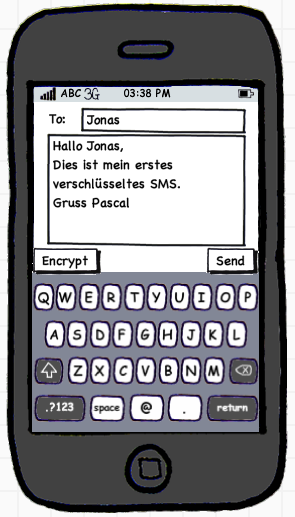 ABC 3G 03:38 PM
To: Jonas
Hallo Jonas,
Dies ist mein erstes
verschlüsseltes SMS.
Gruss Pascal
Encrypt Send
Q W E R T Y U I O P
A S D F G H J K L
Z X C V B N M
.?123 space @ . return